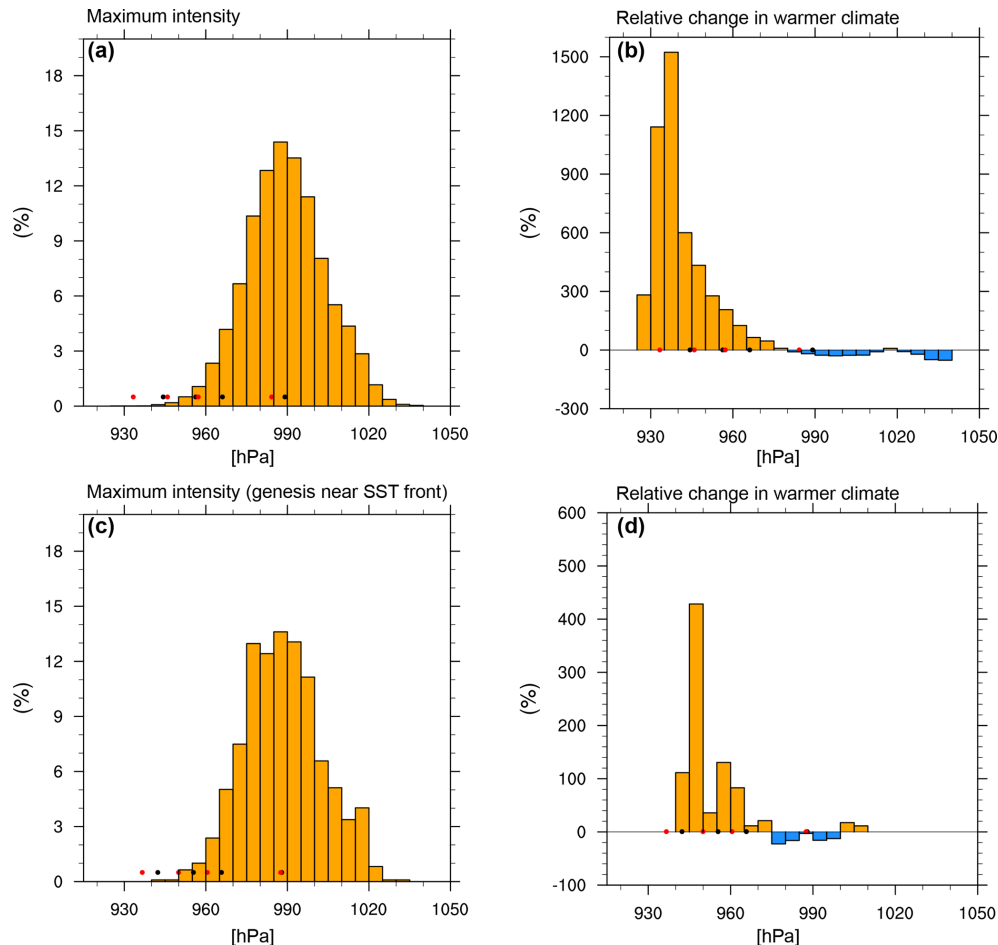 Maximum intensity
(a)
(%)
18
15
12
9
6
3
0
930 960 990 1020 1050
[hPa]
Relative change in warmer climate
(b)
(%)
1500
1200
900
600
300
0
-300
930 960 990 1020 1050
[hPa]
Maximum intensity (genesis near SST front)
(c)
(%)
18
15
12
9
6
3
0
930 960 990 1020 1050
[hPa]
Relative change in warmer climate
(d)
(%)
600
500
400
300
200
100
0
-100
930 960 990 1020 1050
[hPa]